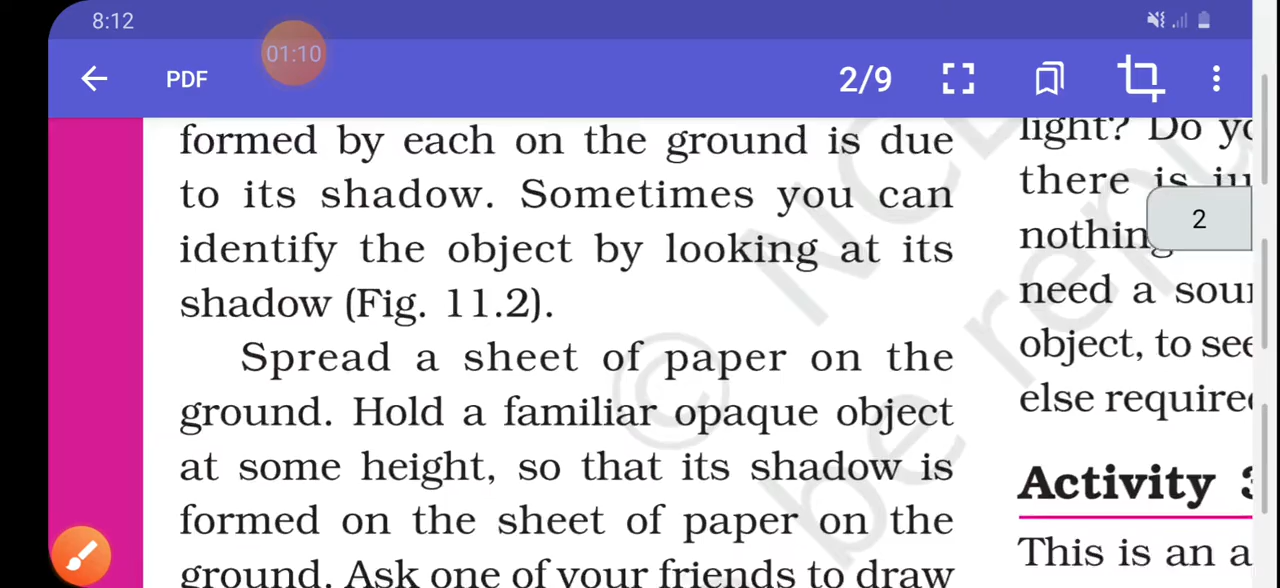 8:12
01:10
PDF
2/9
formed by each on the ground is due
to its shadow. Sometimes you can
identify the object by looking at its
shadow (Fig. 11.2).
Spread a sheet of paper on the
ground. Hold a familiar opaque object
at some height, so that its shadow is
formed on the sheet of paper on the
ground. Ask one of your friends to draw
light? Do
there is
2
need a
object, to see
else
Activity
This is an a
©
be